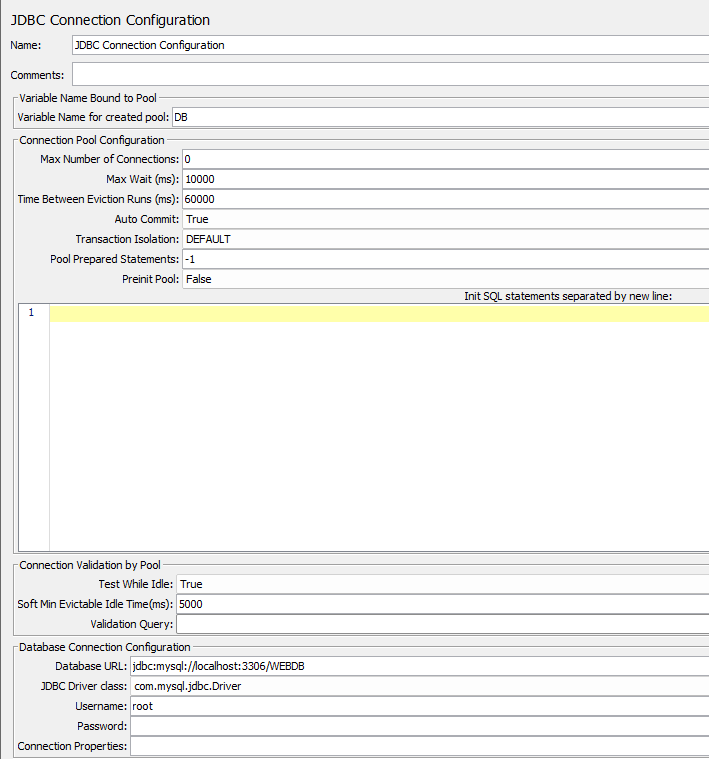 JDBC Connection Configuration
Name: JDBC Connection Configuration
Comments:
Variable Name Bound to Pool
Variable Name for created pool: DB
Connection Pool Configuration
Max Number of Connections: 0
Max Wait (ms): 10000
Time Between Eviction Runs (ms): 60000
Auto Commit: True
Transaction Isolation: DEFAULT
Pool Prepared Statements: -1
Preinit Pool: False
Init SQL statements separated by new line:
1
Connection Validation by Pool
Test While Idle: True
Soft Min Evictable Idle Time(ms): 5000
Validation Query:
Database Connection Configuration
Database URL: jdbc:mysql://localhost:3306/WEBDB
JDBC Driver class: com.mysql.jdbc.Driver
Username: root
Password:
Connection Properties: